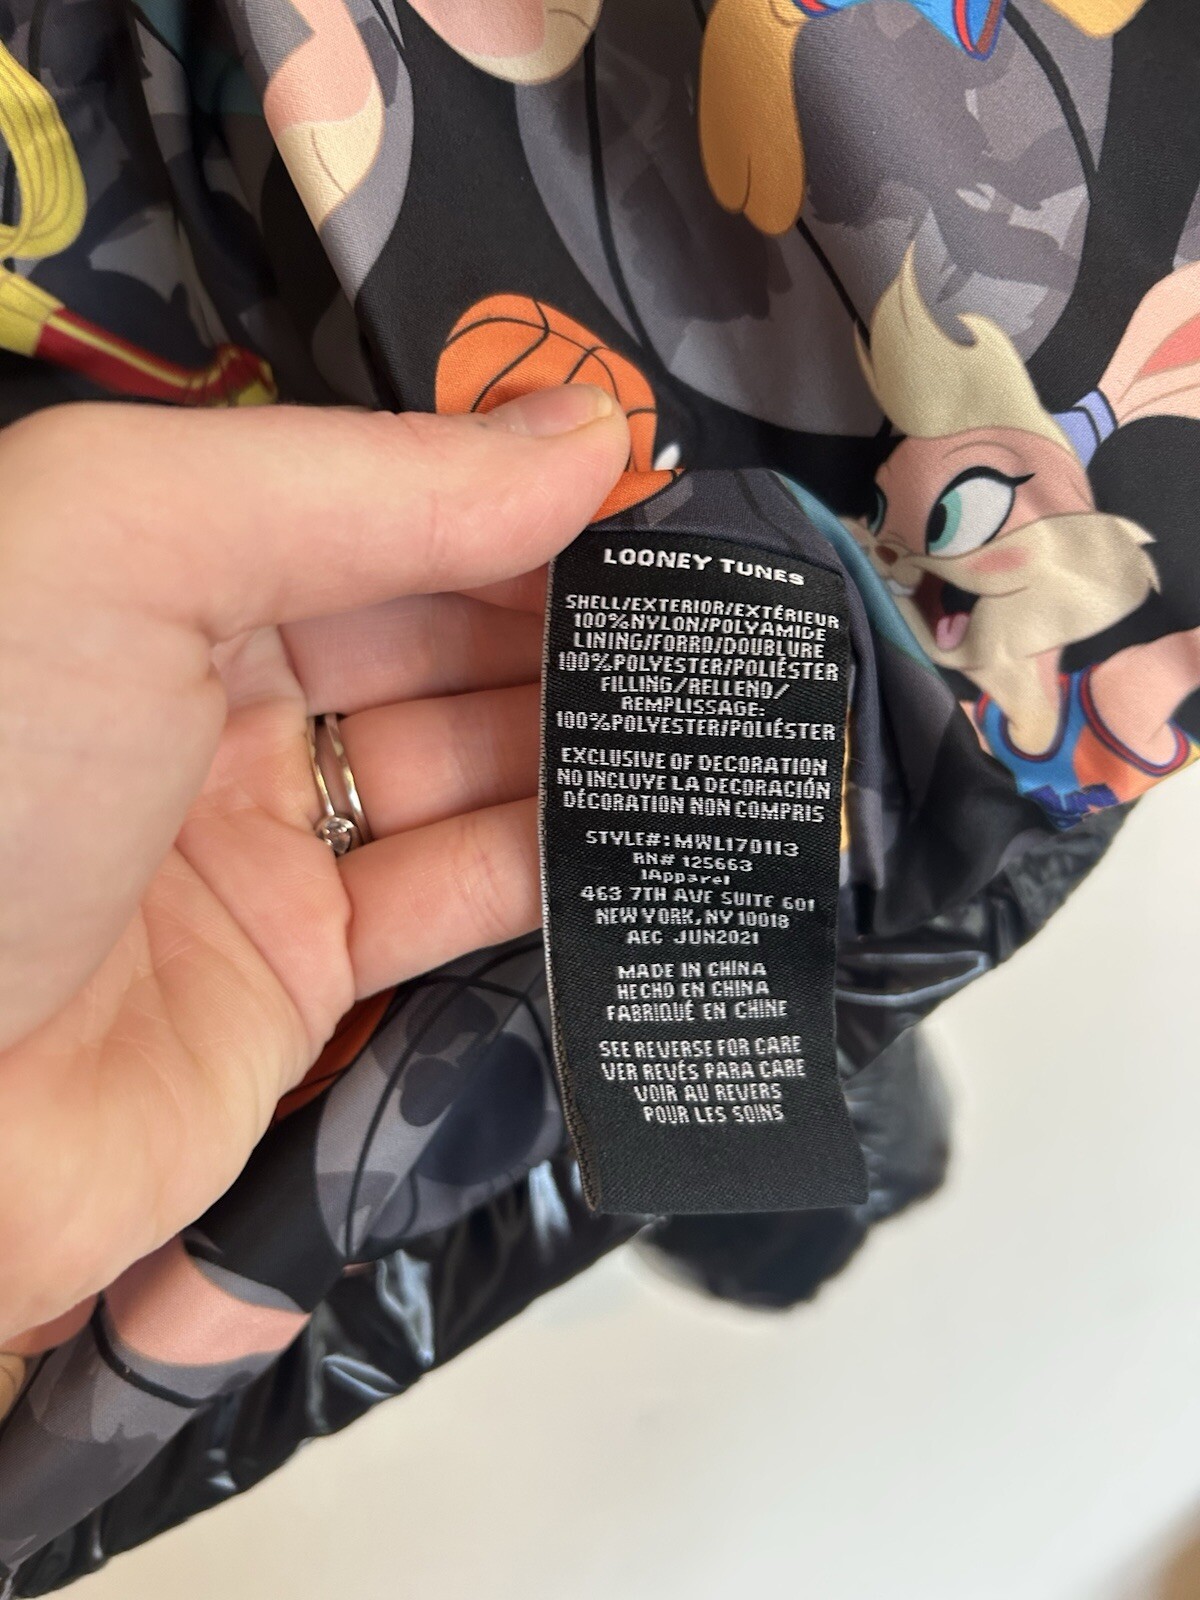 LOONEY TUNES
SHELL/EXTERIOR/EXTÉRIEUR
100%NYLON/POLYAMIDE
LINING/FORRO/DOUBLURE
100%POLYESTER/POLIÉSTER
FILLING/RELLENO/
REMPLISSAGE:
100%POLYESTER/POLIÉSTER
EXCLUSIVE OF DECORATION
NO INCLUYE LA DECORACIÓN
DÉCORATION NON COMPRIS
STYLE#:MWL170113
RN# 125663
IApparel
463 7TH AVE SUITE 601
NEW YORK, NY 10018
AEC JUN2021
MADE IN CHINA
HECHO EN CHINA
FABRIQUÉ EN CHINE
SEE REVERSE FOR CARE
VER REVÉS PARA CARE
VOIR AU REVERS
POUR LES SOINS